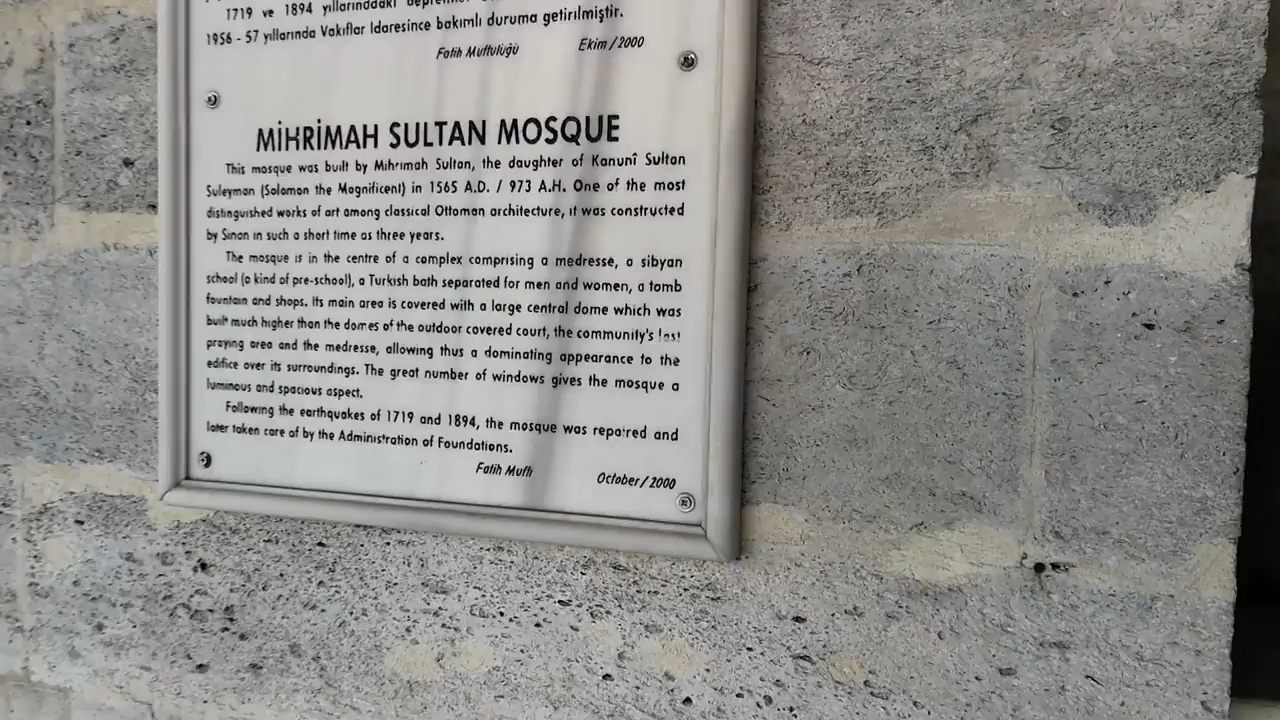 1719 ve 1894 yıllarındaki
1956 - 57 yıllarında Vakıflar İdaresince bakımlı duruma getirilmiştir.
Fatih Müftülüğü Ekim/2000
MİHRİMAH SULTAN MOSQUE
This mosque was built by Mihrimah Sultan, the daughter of Kanunî Sultan
Suleyman (Solomon the Magnificent) in 1565 A.D. / 973 A.H. One of the most
distinguished works of art among classical Ottoman architecture, it was constructed
by Sinan in such a short time as three years.
The mosque is in the centre of a complex comprising a medresse, a sibyan
school (a kind of pre-school), a Turkish bath separated for men and women, a tomb
fountain and shops. Its main area is covered with a large central dome which was
built much higher than the domes of the outdoor covered court, the community's last
praying area and the medresse, allowing thus a dominating appearance to the
edifice over its surroundings. The great number of windows gives the mosque a
luminous and spacious aspect.
Following the earthquakes of 1719 and 1894, the mosque was repaired and
later taken care of by the Administration of Foundations.
Fatih Mufti October/2000